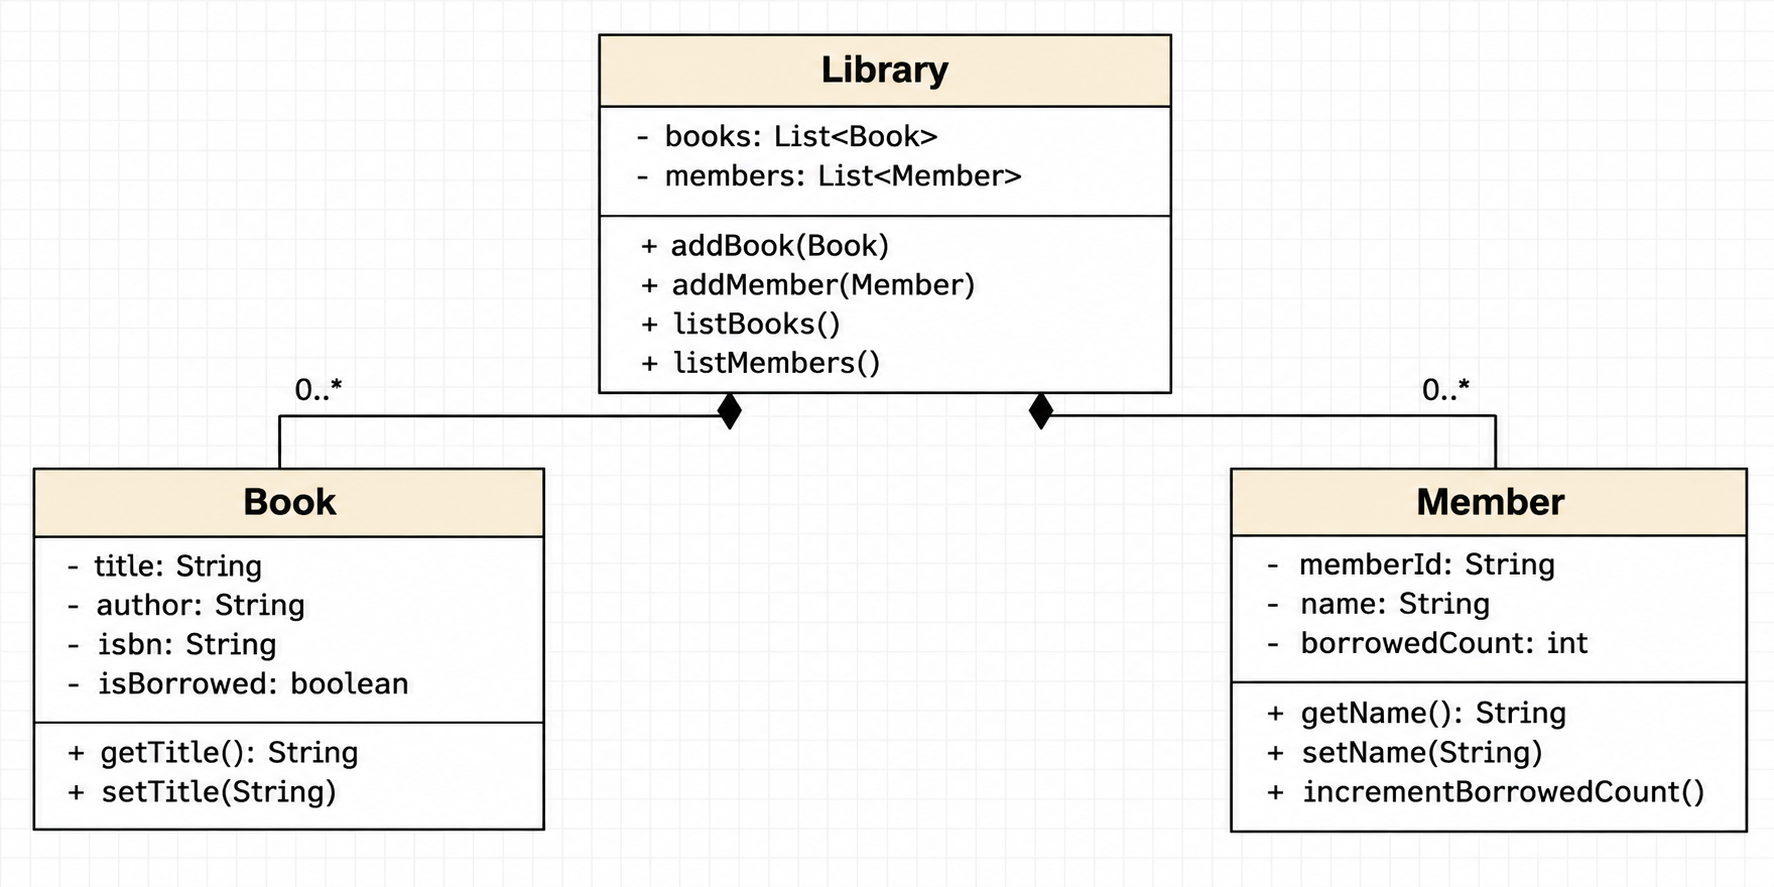 Library
- books: List<Book>
- members: List<Member>
+ addBook(Book)
+ addMember(Member)
+ listBooks()
+ listMembers()
0..*
0..*
Book
- title: String
- author: String
- isbn: String
- isBorrowed: boolean
+ getTitle(): String
+ setTitle(String)
Member
- memberId: String
- name: String
- borrowedCount: int
+ getName(): String
+ setName(String)
+ incrementBorrowedCount()